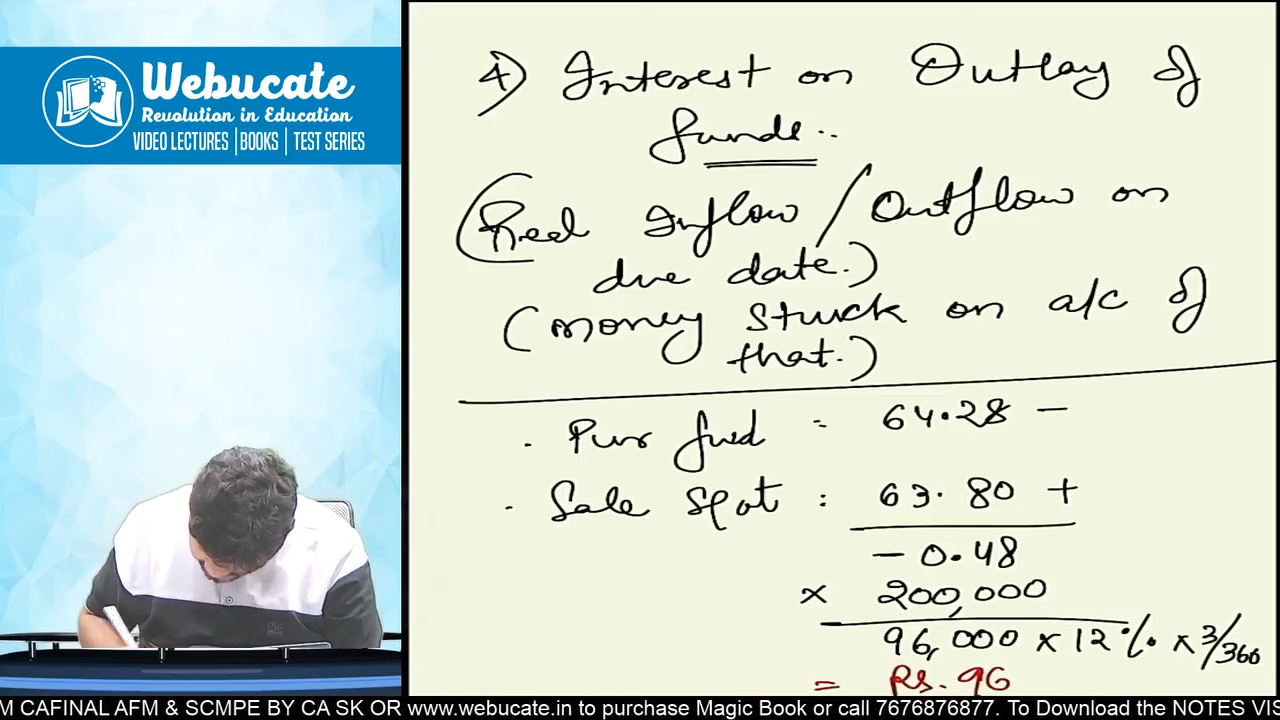 Webucate
Revolution in Education
VIDEO LECTURES | BOOKS | TEST SERIES
4) Interest on Outlay of
funds..
(Real Inflow / Outflow on
due date.)
(money stuck on a/c of
that.)
. Pur fwd = 64.28 -
. Sale spot : 63.80 +
- 0.48
x 200,000
96,000 x 12% x 3/360
= Rs. 96
M CAFINAL AFM & SCMPE BY CA SK OR www.webucate.in to purchase Magic Book or call 7676876877. To Download the NOTES VIS